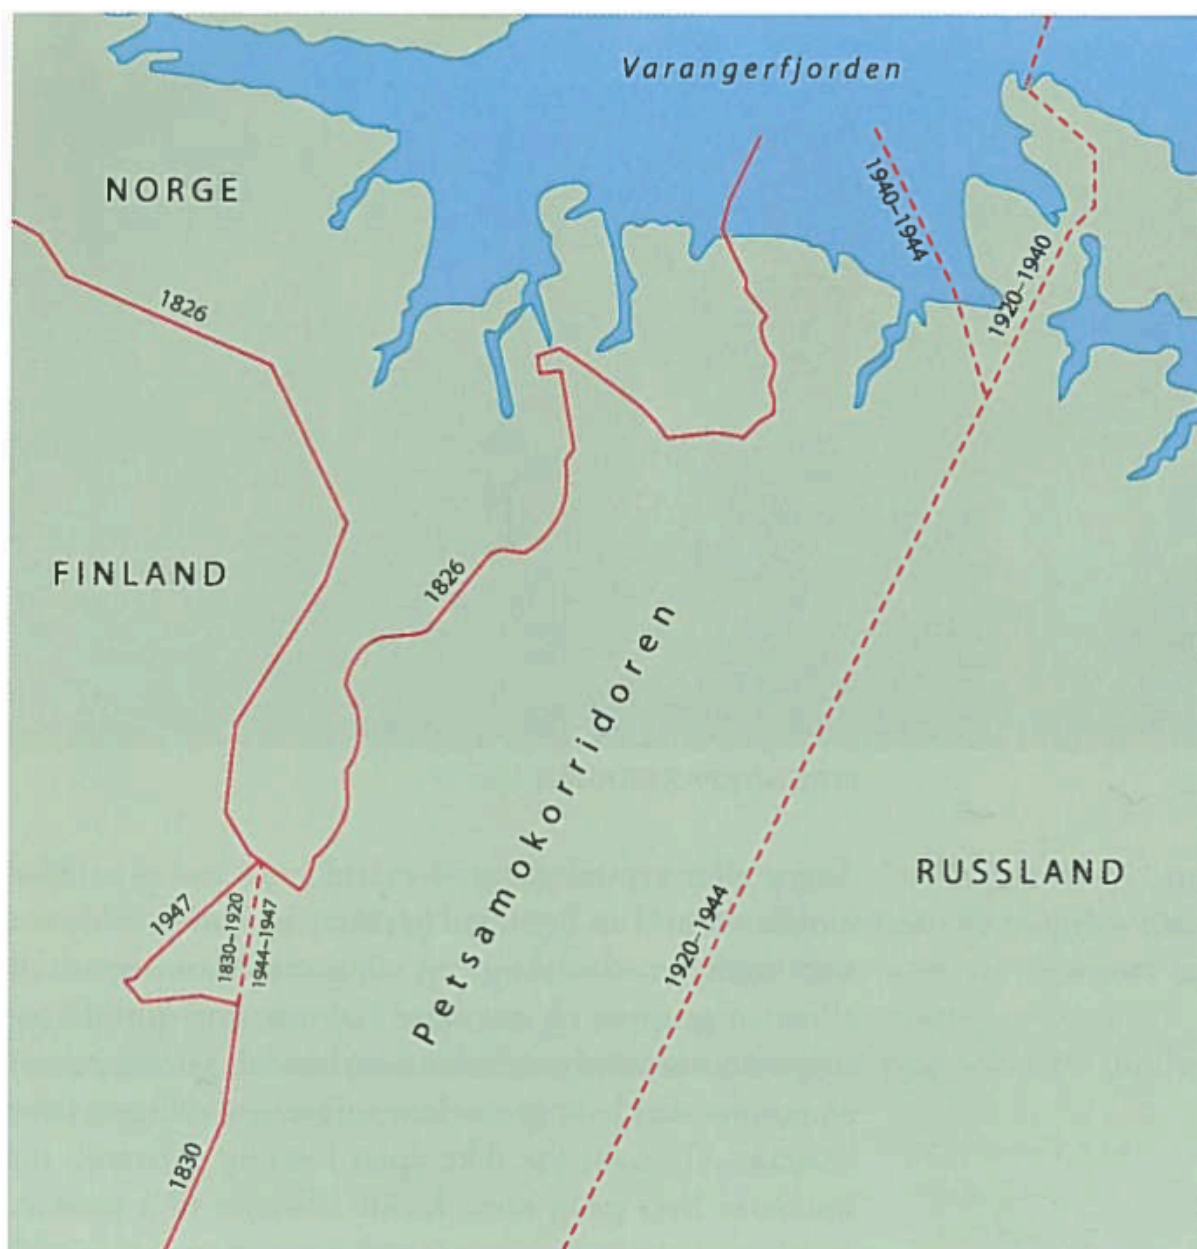 Varangerfjorden
NORGE
1940–1944
1920–1940
1826
FINLAND
1826
Petsamokorridoren
RUSSLAND
1947
1830–1920
1944–1947
1920–1944
1830